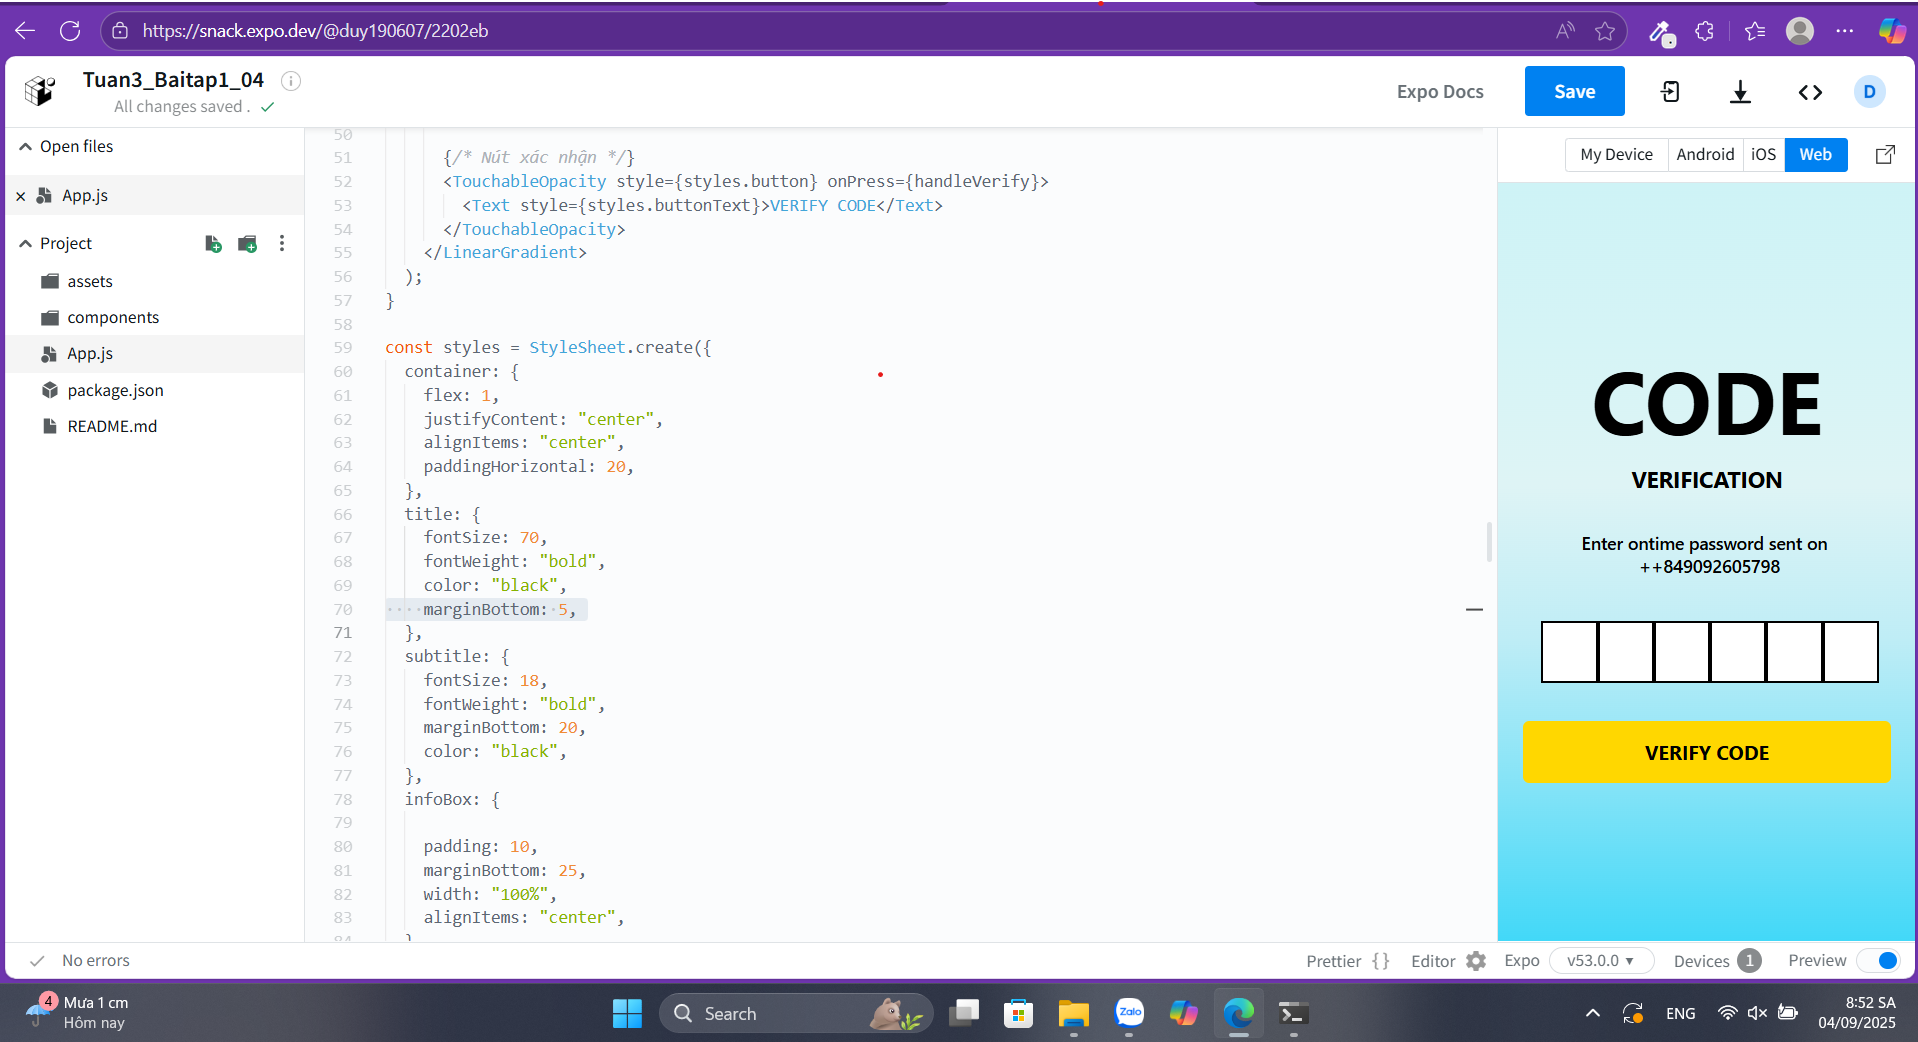 https://snack.expo.dev/@duy190607/2202eb
Tuan3_Baitap1_04
All changes saved .
Expo Docs
Save
D
Open files
App.js
Project
assets
components
App.js
package.json
README.md
50
51 {/* Nút xác nhận */}
52 <TouchableOpacity style={styles.button} onPress={handleVerify}>
53 <Text style={styles.buttonText}>VERIFY CODE</Text>
54 </TouchableOpacity>
55 </LinearGradient>
56 );
57 }
58
59 const styles = StyleSheet.create({
60 container: {
61 flex: 1,
62 justifyContent: "center",
63 alignItems: "center",
64 paddingHorizontal: 20,
65 },
66 title: {
67 fontSize: 70,
68 fontWeight: "bold",
69 color: "black",
70 marginBottom: 5,
71 },
72 subtitle: {
73 fontSize: 18,
74 fontWeight: "bold",
75 marginBottom: 20,
76 color: "black",
77 },
78 infoBox: {
79
80 padding: 10,
81 marginBottom: 25,
82 width: "100%",
83 alignItems: "center",
My Device Android iOS Web
CODE
VERIFICATION
Enter ontime password sent on
++849092605798
VERIFY CODE
No errors
Prettier {} Editor Expo v53.0.0 Devices 1 Preview
4
Mưa 1 cm
Hôm nay
Search
Zalo
ENG
8:52 SA
04/09/2025